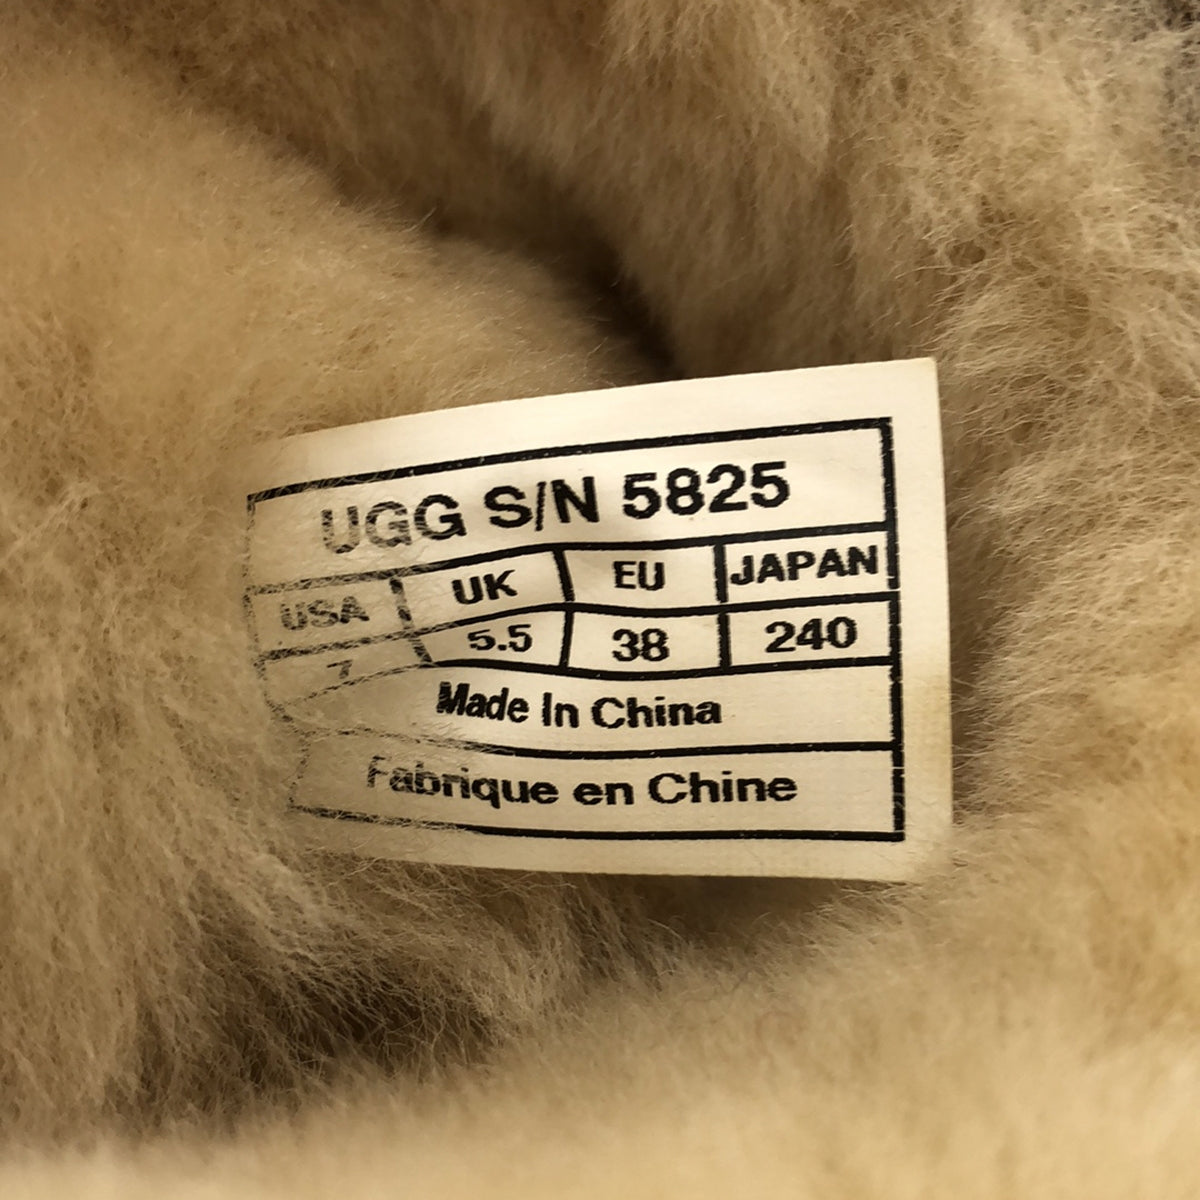 UGG S/N 5825
USA UK EU JAPAN
7 5.5 38 240
Made In China
Fabrique en Chine